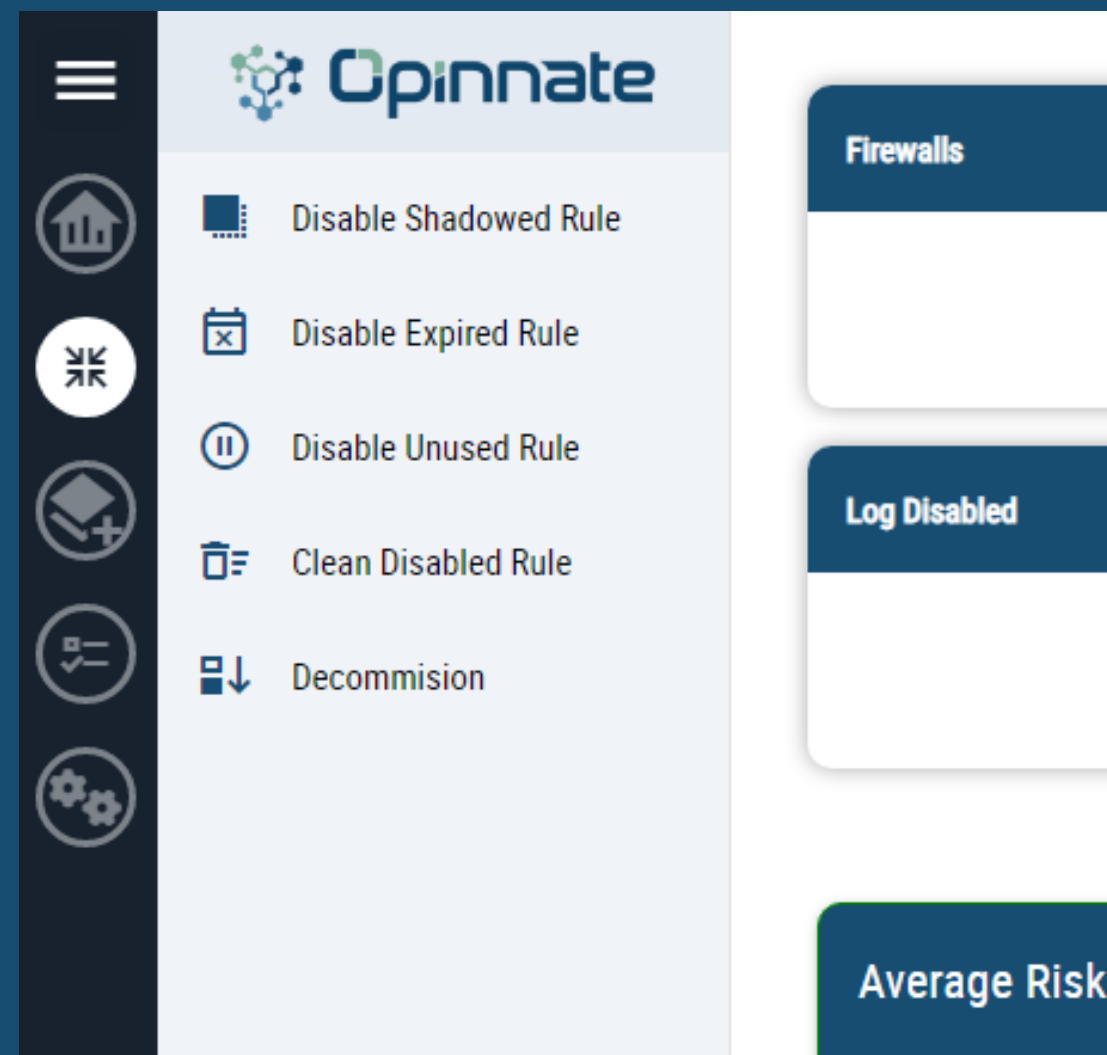 Opinnate
Disable Shadowed Rule
Disable Expired Rule
Disable Unused Rule
Clean Disabled Rule
Decommision
Firewalls
Log Disabled
Average Risk